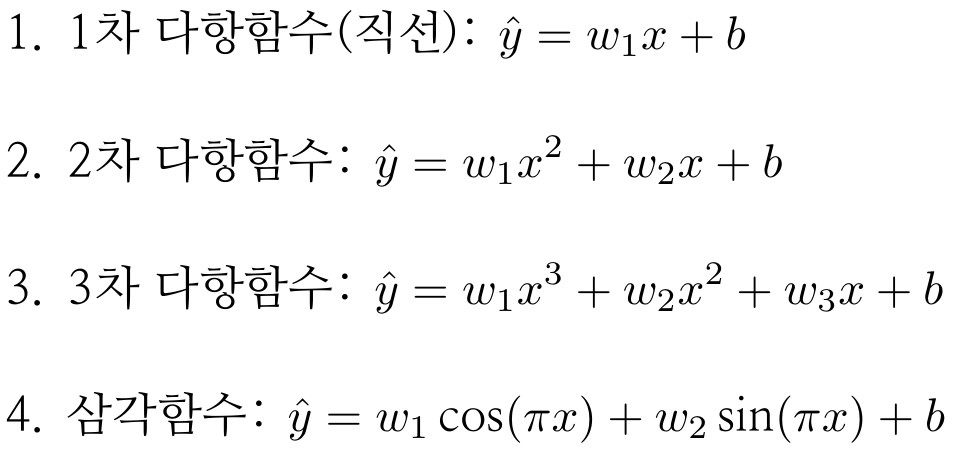 1. 1차 다항함수(직선): ŷ = w₁x + b
2. 2차 다항함수: ŷ = w₁x² + w₂x + b
3. 3차 다항함수: ŷ = w₁x³ + w₂x² + w₃x + b
4. 삼각함수: ŷ = w₁ cos(πx) + w₂ sin(πx) + b